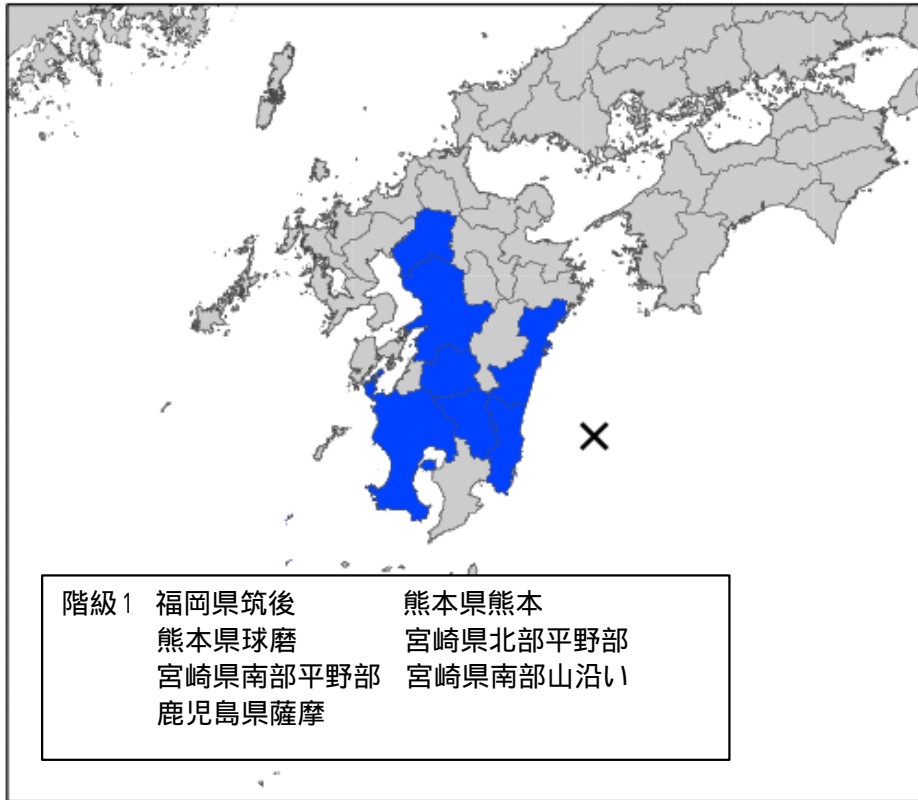 階級1 福岡県筑後 熊本県熊本
熊本県球磨 宮崎県北部平野部
宮崎県南部平野部 宮崎県南部山沿い
鹿児島県薩摩